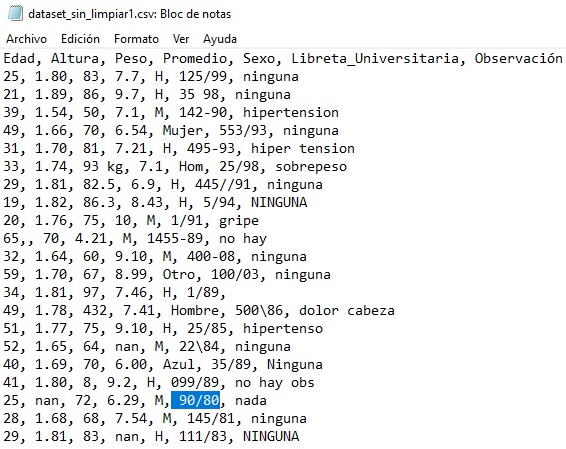 dataset_sin_limpiar1.csv: Bloc de notas
Archivo Edición Formato Ver Ayuda
Edad, Altura, Peso, Promedio, Sexo, Libreta_Universitaria, Observación
25, 1.80, 83, 7.7, H, 125/99, ninguna
21, 1.89, 86, 9.7, H, 35 98, ninguna
39, 1.54, 50, 7.1, M, 142-90, hipertension
49, 1.66, 70, 6.54, Mujer, 553/93, ninguna
31, 1.70, 81, 7.21, H, 495-93, hiper tension
33, 1.74, 93 kg, 7.1, Hom, 25/98, sobrepeso
29, 1.81, 82.5, 6.9, H, 445//91, ninguna
19, 1.82, 86.3, 8.43, H, 5/94, NINGUNA
20, 1.76, 75, 10, M, 1/91, gripe
65,, 70, 4.21, M, 1455-89, no hay
32, 1.64, 60, 9.10, M, 400-08, ninguna
59, 1.70, 67, 8.99, Otro, 100/03, ninguna
34, 1.81, 97, 7.46, H, 1/89,
49, 1.78, 432, 7.41, Hombre, 500\86, dolor cabeza
51, 1.77, 75, 9.10, H, 25/85, hipertenso
52, 1.65, 64, nan, M, 22\84, ninguna
40, 1.69, 70, 6.00, Azul, 35/89, Ninguna
41, 1.80, 8, 9.2, H, 099/89, no hay obs
25, nan, 72, 6.29, M, 90/80, nada
28, 1.68, 68, 7.54, M, 145/81, ninguna
29, 1.81, 83, nan, H, 111/83, NINGUNA